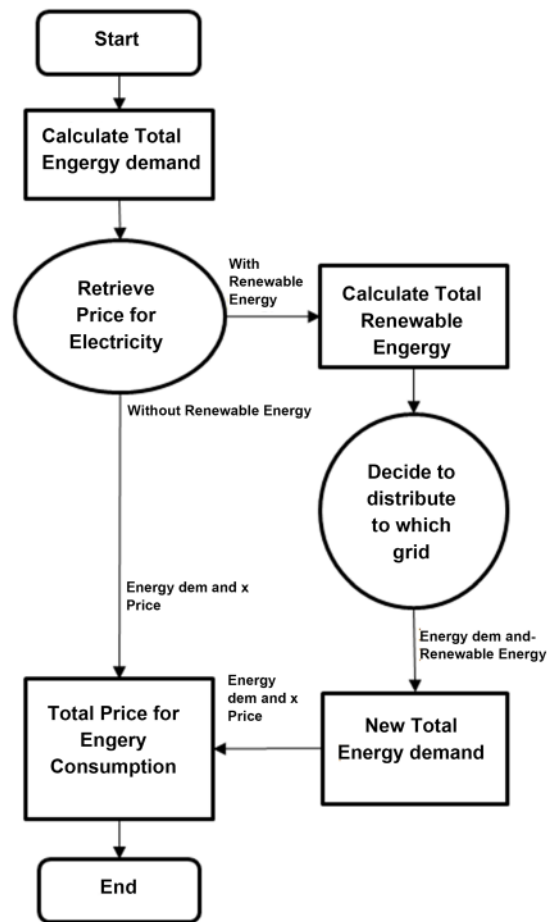 Start
Calculate Total
Engergy demand
Retrieve
Price for
Electricity
With
Renewable
Energy
Calculate Total
Renewable
Engergy
Without Renewable Energy
Decide to
distribute
to which
grid
Energy dem and x
Price
Energy dem and-
Renewable Energy
Energy
dem and x
Price
Total Price for
Engery
Consumption
New Total
Energy demand
End